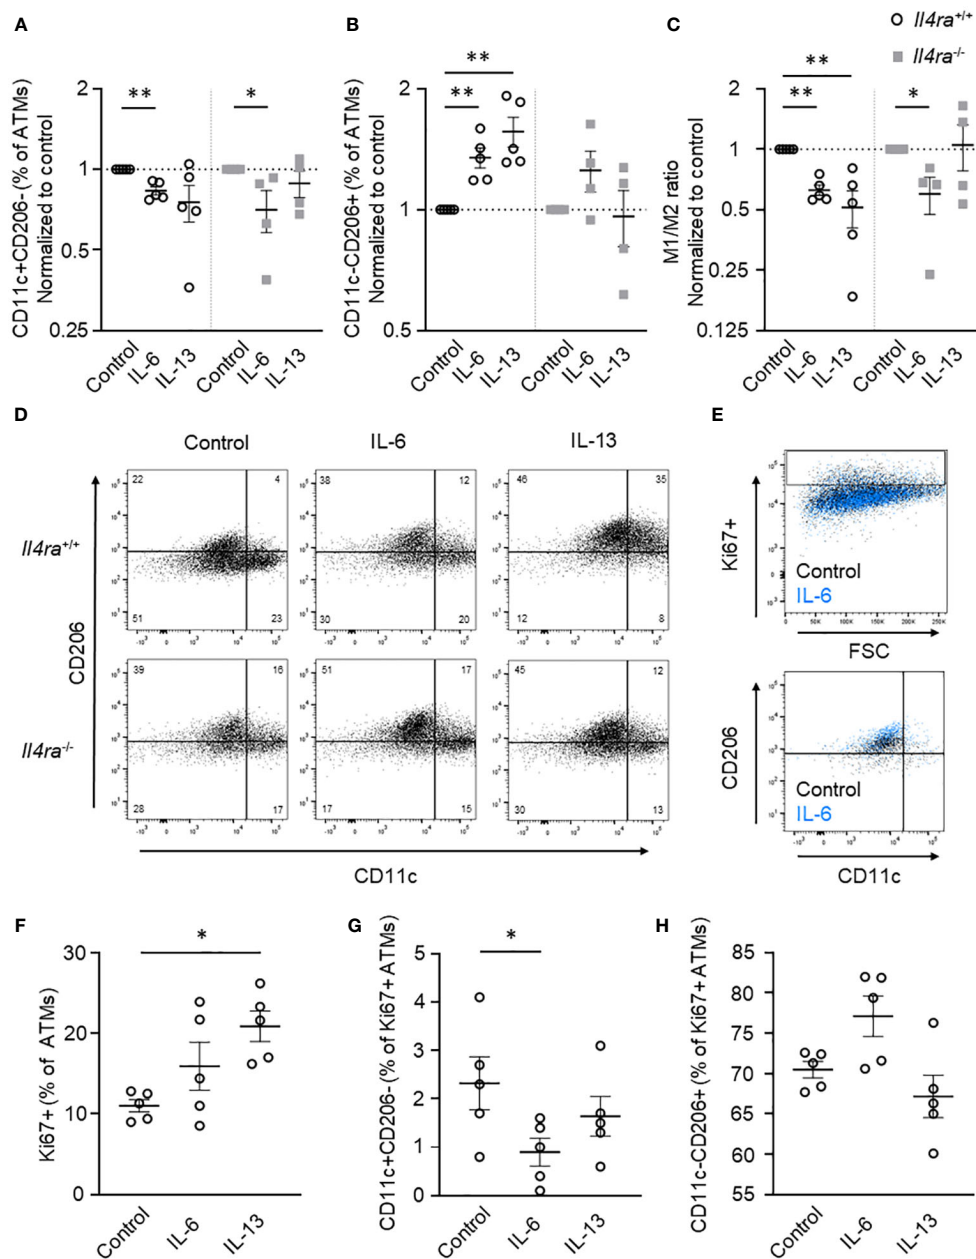 A
B
C
Il4ra+/+
Il4ra-/-
CD11c+CD206- (% of ATMs)
Normalized to control
2
1
0.5
0.25
**
*
Control
IL-6
IL-13
Control
IL-6
IL-13
CD11c-CD206+ (% of ATMs)
Normalized to control
2
1
0.5
**
**
Control
IL-6
IL-13
Control
IL-6
IL-13
M1/M2 ratio
Normalized to control
2
1
0.5
0.25
0.125
**
**
*
Control
IL-6
IL-13
Control
IL-6
IL-13
D
Control
IL-6
IL-13
Il4ra+/+
Il4ra-/-
CD206
22 4
51 23
38 12
30 20
46 35
12 8
39 16
28 17
51 17
17 15
45 12
30 13
CD11c
E
Ki67+
Control
IL-6
0 50K 100K 150K 200K 250K
FSC
CD206
Control
IL-6
CD11c
F
Ki67+ (% of ATMs)
30
20
10
0
*
Control
IL-6
IL-13
G
CD11c+CD206- (% of Ki67+ ATMs)
5
4
3
2
1
0
*
Control
IL-6
IL-13
H
CD11c-CD206+ (% of Ki67+ ATMs)
85
80
75
70
65
60
55
Control
IL-6
IL-13